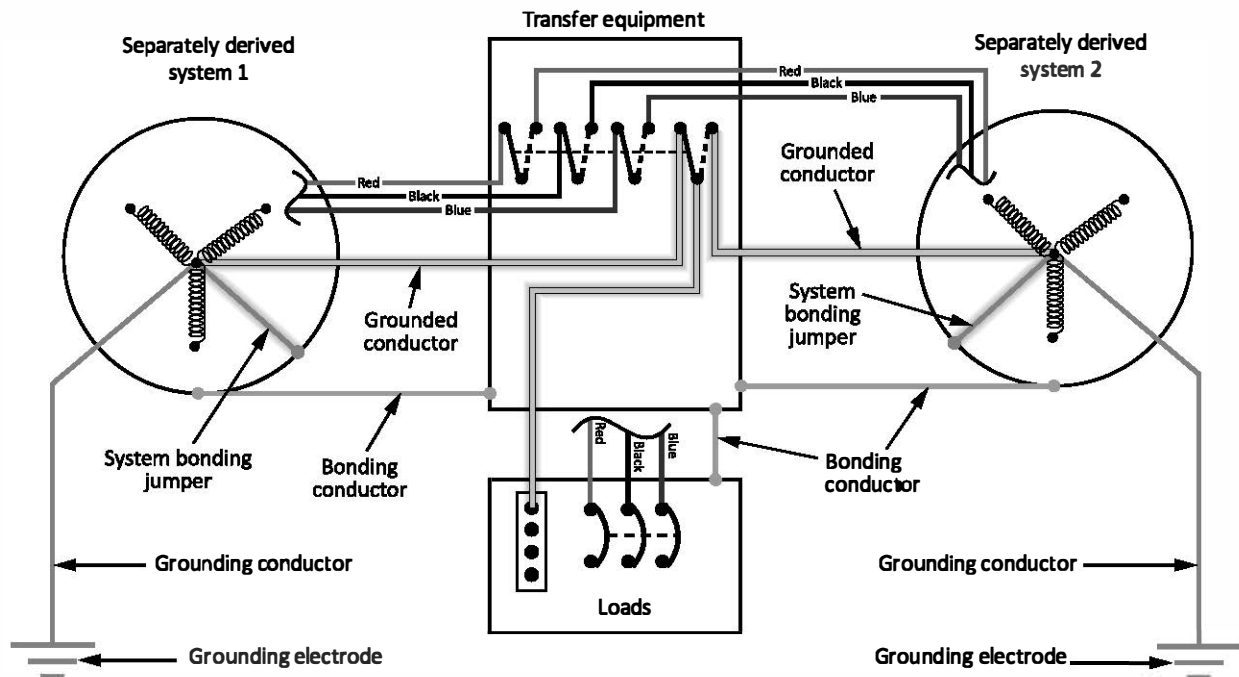 Transfer equipment
Separately derived
system 1
Separately derived
system 2
Red
Black
Blue
Red
Black
Blue
Grounded
conductor
Grounded
conductor
System
bonding
jumper
System bonding
jumper
Bonding
conductor
Red
Black
Blue
Bonding
conductor
Grounding conductor
Loads
Grounding conductor
Grounding electrode
Grounding electrode